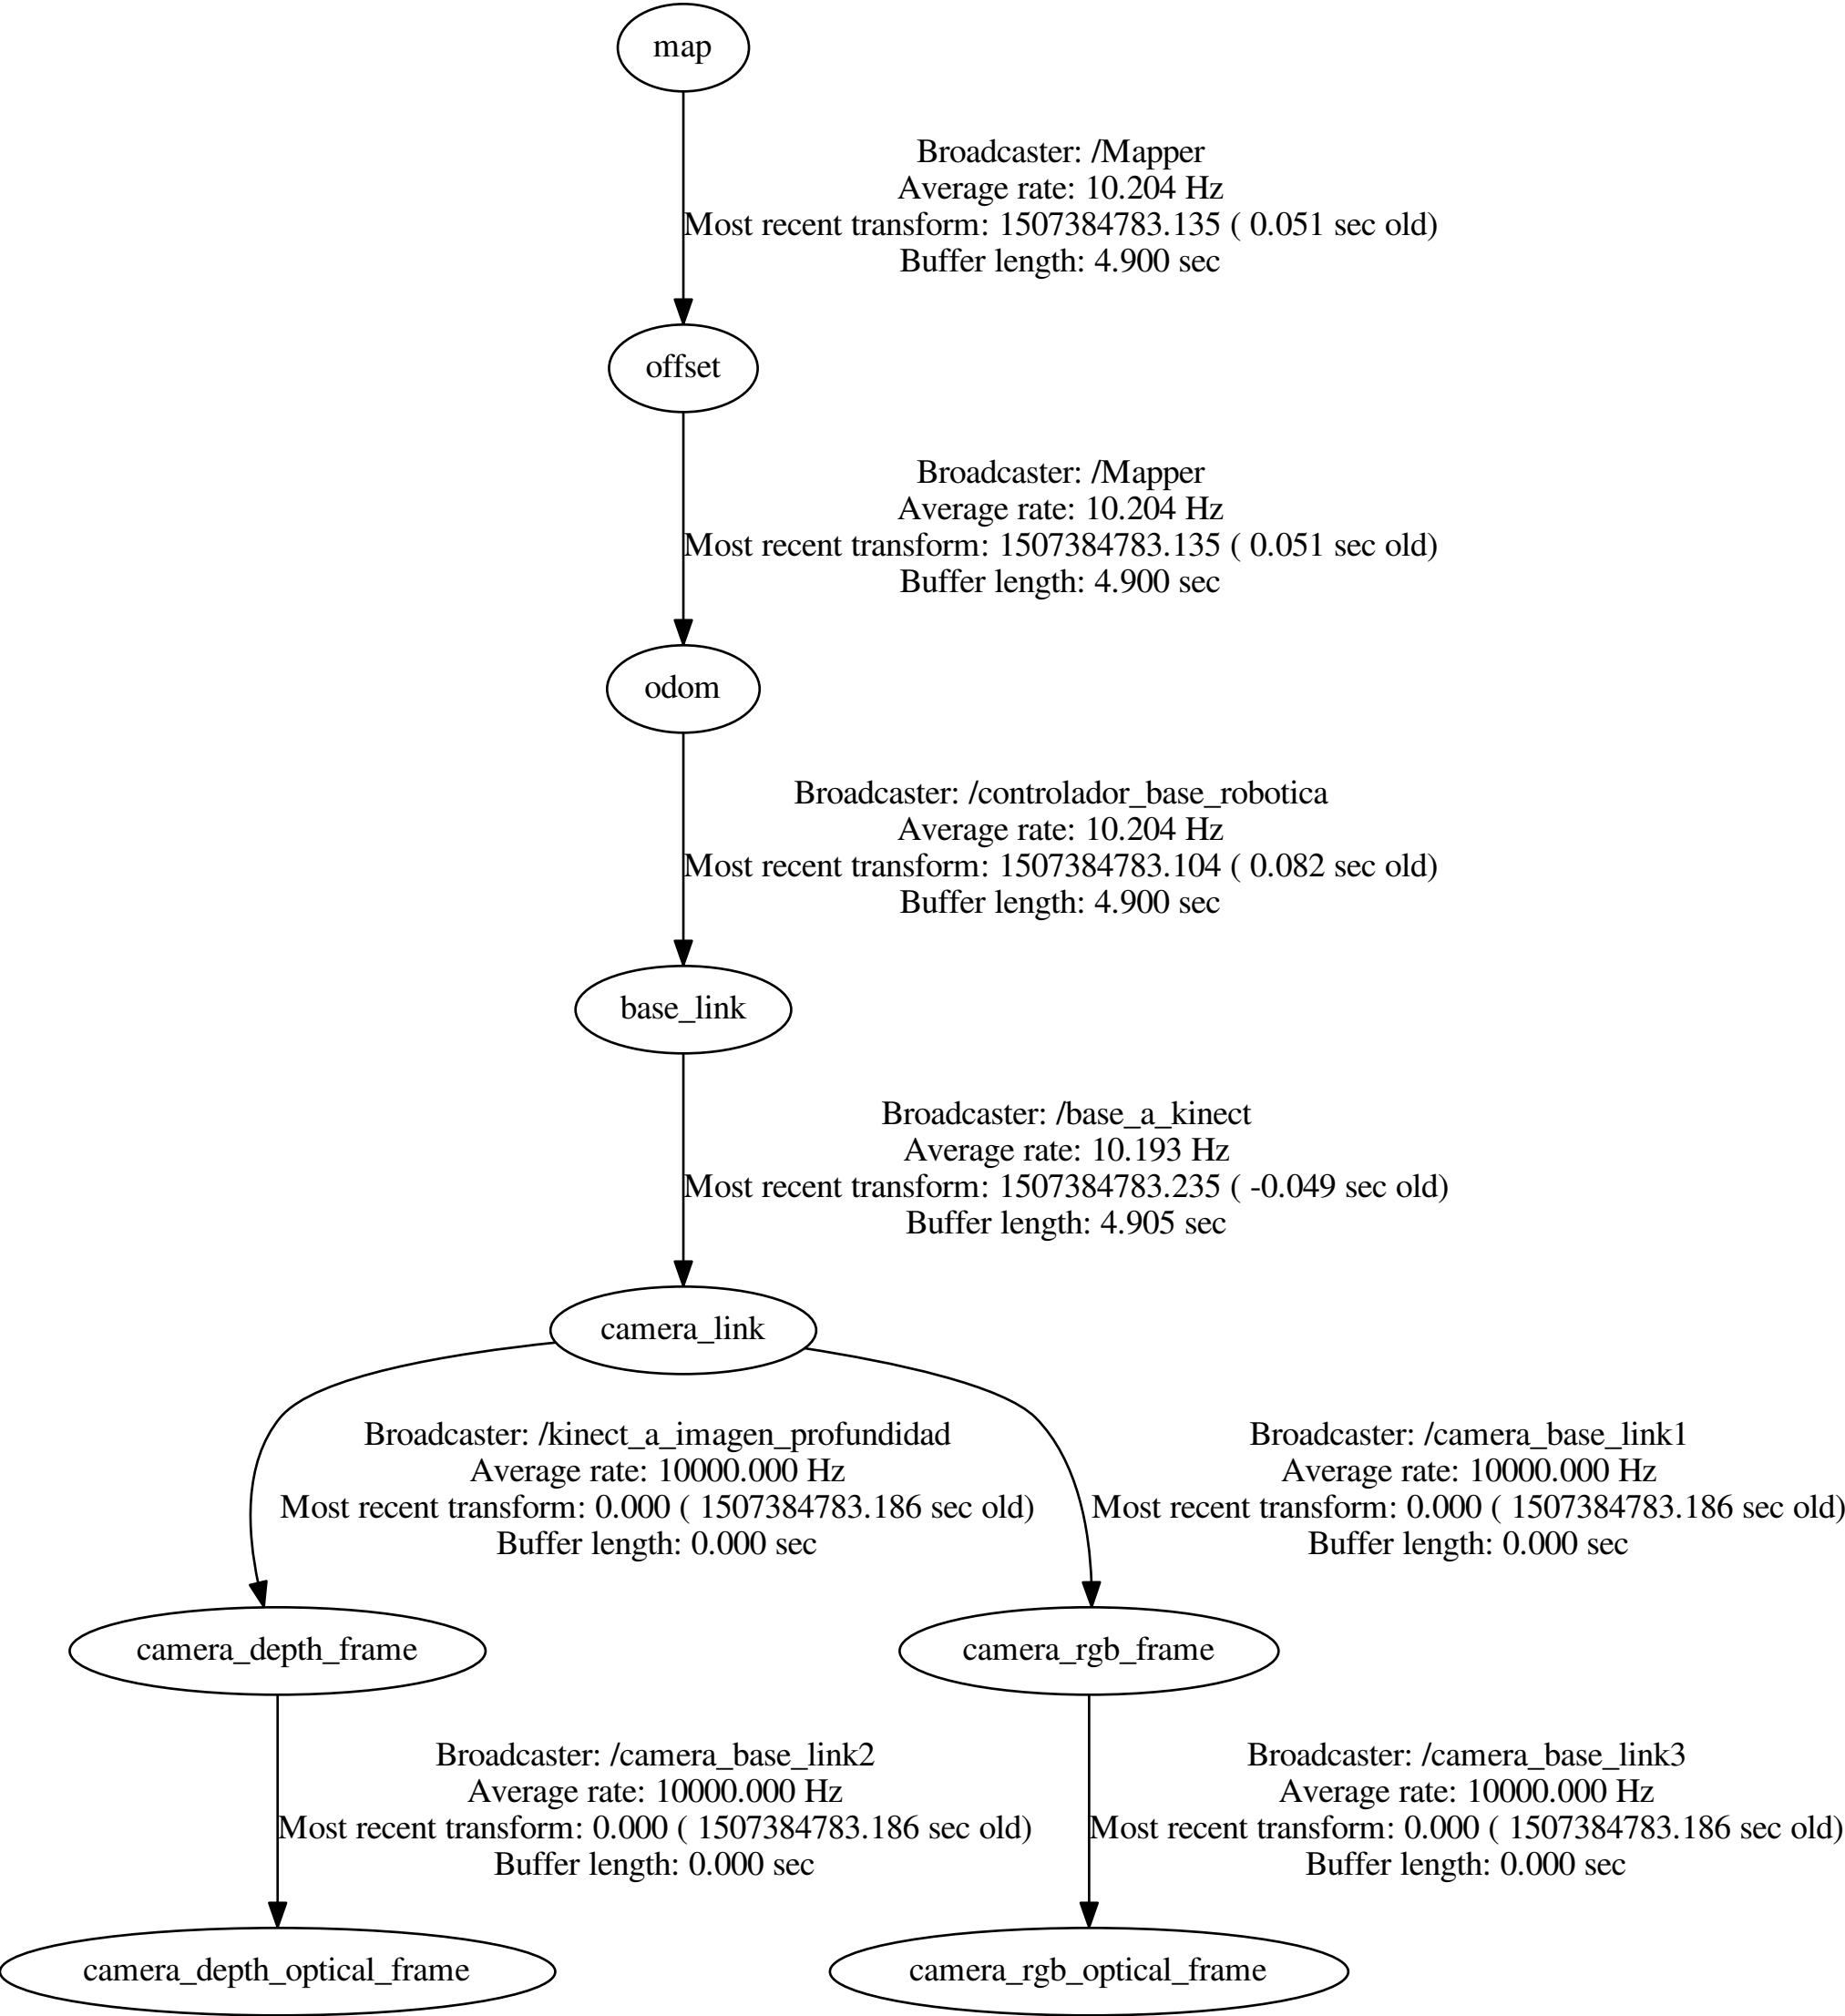 map
Broadcaster: /Mapper
Average rate: 10.204 Hz
Most recent transform: 1507384783.135 ( 0.051 sec old)
Buffer length: 4.900 sec
offset
Broadcaster: /Mapper
Average rate: 10.204 Hz
Most recent transform: 1507384783.135 ( 0.051 sec old)
Buffer length: 4.900 sec
odom
Broadcaster: /controlador_base_robotica
Average rate: 10.204 Hz
Most recent transform: 1507384783.104 ( 0.082 sec old)
Buffer length: 4.900 sec
base_link
Broadcaster: /base_a_kinect
Average rate: 10.193 Hz
Most recent transform: 1507384783.235 ( -0.049 sec old)
Buffer length: 4.905 sec
camera_link
Broadcaster: /kinect_a_imagen_profundidad
Average rate: 10000.000 Hz
Most recent transform: 0.000 ( 1507384783.186 sec old)
Buffer length: 0.000 sec
Broadcaster: /camera_base_link1
Average rate: 10000.000 Hz
Most recent transform: 0.000 ( 1507384783.186 sec old)
Buffer length: 0.000 sec
camera_depth_frame
camera_rgb_frame
Broadcaster: /camera_base_link2
Average rate: 10000.000 Hz
Most recent transform: 0.000 ( 1507384783.186 sec old)
Buffer length: 0.000 sec
Broadcaster: /camera_base_link3
Average rate: 10000.000 Hz
Most recent transform: 0.000 ( 1507384783.186 sec old)
Buffer length: 0.000 sec
camera_depth_optical_frame
camera_rgb_optical_frame